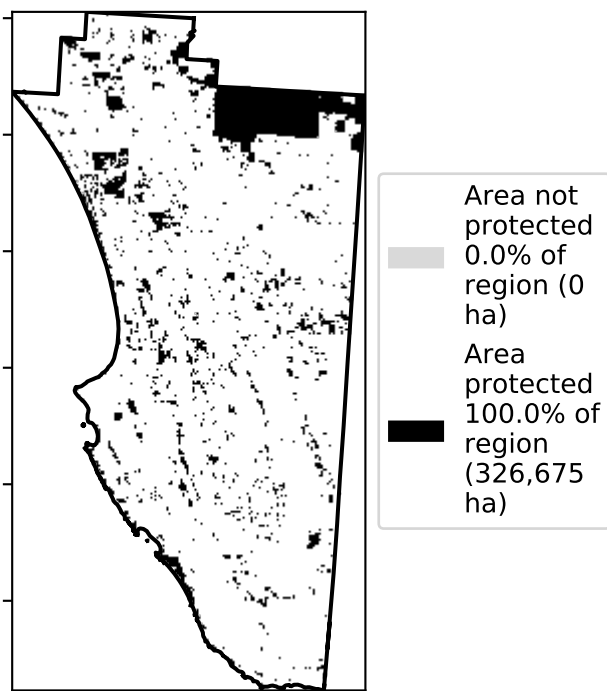 Area not
protected
0.0% of
region (0
ha)
Area
protected
100.0% of
region
(326,675
ha)